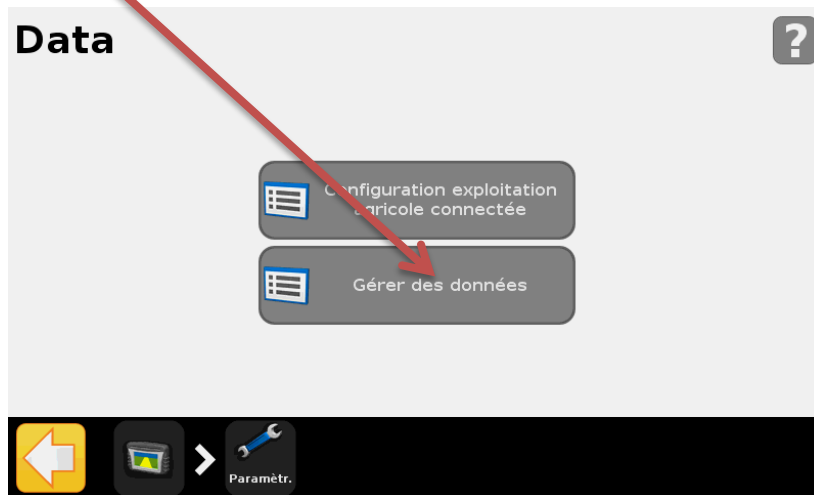 Data
?
Configuration exploitation
agricole connectée
Gérer des données
Paramètr.